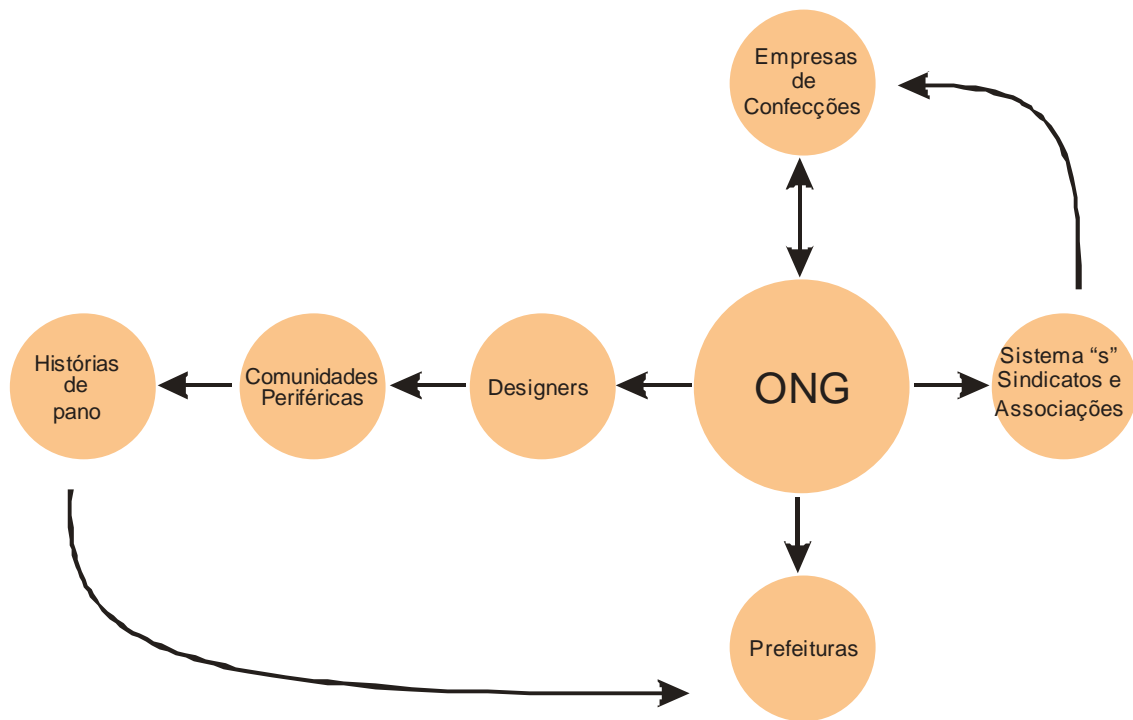 Empresas
de
Confecções
Histórias
de
pano
Comunidades
Periféricas
Designers
ONG
Sistema “s”
Sindicatos e
Associações
Prefeituras